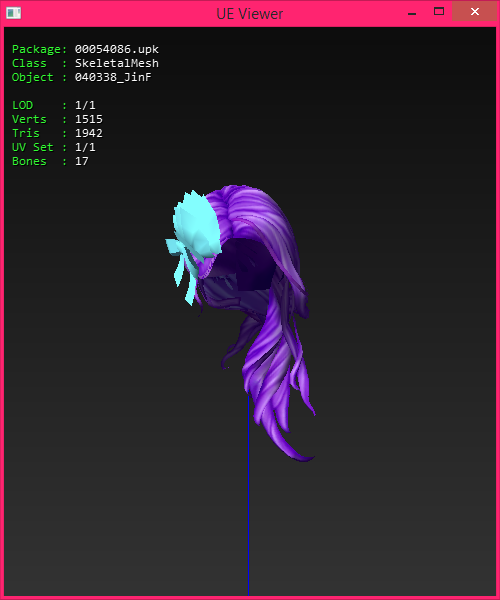 UE Viewer
Package: 00054086.upk
Class : SkeletalMesh
Object : 040338_JinF
LOD : 1/1
Verts : 1515
Tris : 1942
UV Set : 1/1
Bones : 17